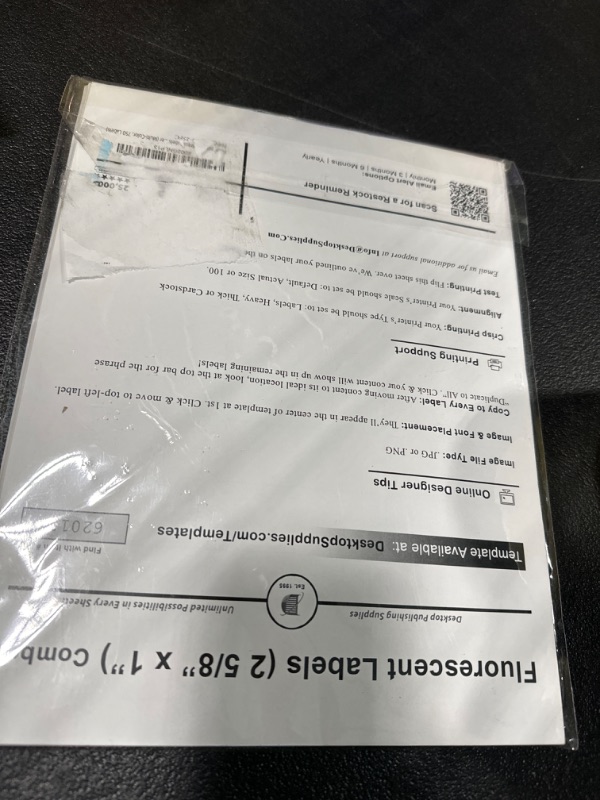 Fluorescent Labels (2 5/8” x 1”) Comb
Desktop Publishing Supplies
Est. 1995
Unlimited Possibilities in Every Sheet
Template Available at: DesktopSupplies.com/Templates
Find with
6201
Online Designer Tips
Image File Type: .JPG or .PNG
Image & Font Placement: They'll appear in the center of template at 1st. Click & move to top-left label.
Copy to Every Label: After moving content to its ideal location, look at the top bar for the phrase
"Duplicate to All". Click & your content will show up in the remaining labels!
Printing Support
Crisp Printing: Your Printer's Type should be set to: Labels, Heavy, Thick or Cardstock
Alignment: Your Printer's Scale should be set to: Default, Actual Size or 100.
Test Printing: Flip this sheet over. We've outlined your labels on the
Email us for additional support at Info@DesktopSupplies.Com
Scan for a Restock Reminder
Email Alert Options:
Monthly | 3 Months | 6 Months | Yearly
25,000